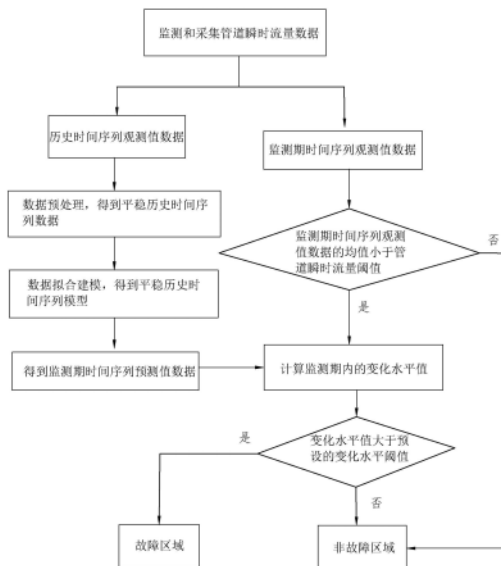 监测和采集管道瞬时流量数据
历史时间序列观测值数据
监测期时间序列观测值数据
数据预处理，得到平稳历史时间序
列数据
监测期时间序列观测
值数据的均值小于管
道瞬时流量阈值
否
数据拟合建模，得到平稳历史时
间序列模型
是
得到监测期时间序列预测值数据
计算监测期内的变化水平值
是
变化水平值大于预
设的变化水平阈值
否
故障区域
非故障区域